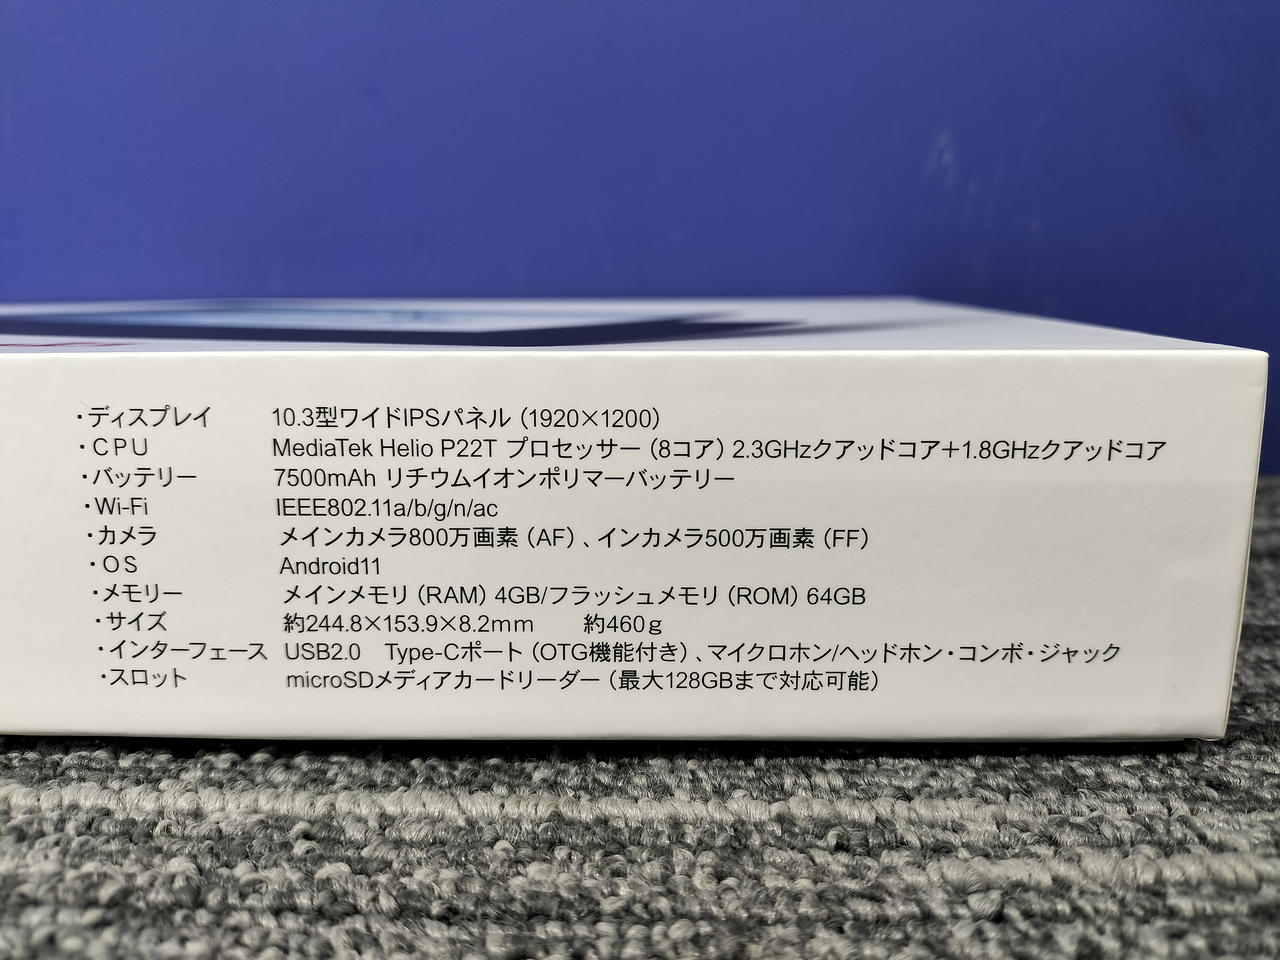 ・ディスプレイ 10.3型ワイドIPSパネル（1920×1200）
・CPU MediaTek Helio P22T プロセッサー（8コア）2.3GHzクアッドコア＋1.8GHzクアッドコア
・バッテリー 7500mAh リチウムイオンポリマーバッテリー
・Wi-Fi IEEE802.11a/b/g/n/ac
・カメラ メインカメラ800万画素（AF）、インカメラ500万画素（FF）
・OS Android11
・メモリー メインメモリ（RAM）4GB/フラッシュメモリ（ROM）64GB
・サイズ 約244.8×153.9×8.2mm 約460g
・インターフェース USB2.0 Type-Cポート（OTG機能付き）、マイクロホン/ヘッドホン・コンボ・ジャック
・スロット microSDメディアカードリーダー（最大128GBまで対応可能）